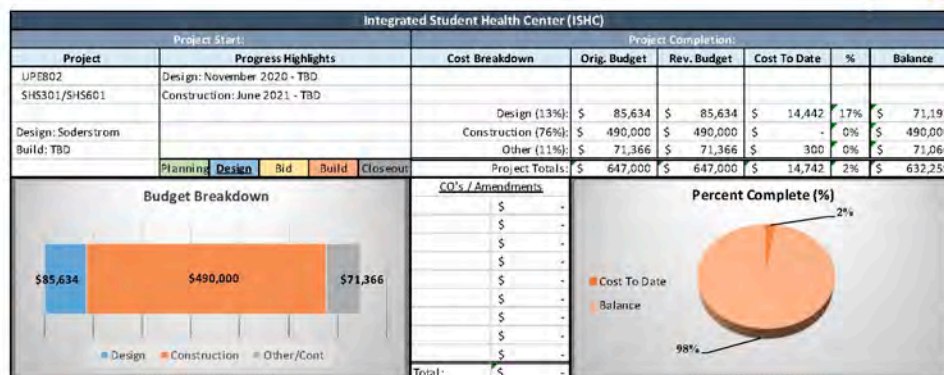 Integrated Student Health Center (ISHC)
Project Start: Project Completion:
Project Progress Highlights Cost Breakdown Orig. Budget Rev. Budget Cost To Date % Balance
UPE802 Design: November 2020 - TBD
SHS301/SHS601 Construction: June 2021 - TBD
Design (13%): $ 85,634 $ 85,634 $ 14,442 17% $
Design: Soderstrom Construction (76%): $ 490,000 $ 490,000 $ - 0% $
Build: TBD Other (11%): $ 71,366 $ 71,366 $ 300 0% $
Planning Design Bid Build Closeout Project Totals: $ 647,000 $ 647,000 $ 14,742 2% $
Budget Breakdown
$85,634 $490,000 $71,366
Design Construction Other/Cont
CO's / Amendments
$ -
$ -
$ -
$ -
$ -
$ -
$ -
$ -
$ -
Total: $ -
Percent Complete (%)
2%
Cost To Date
Balance
98%